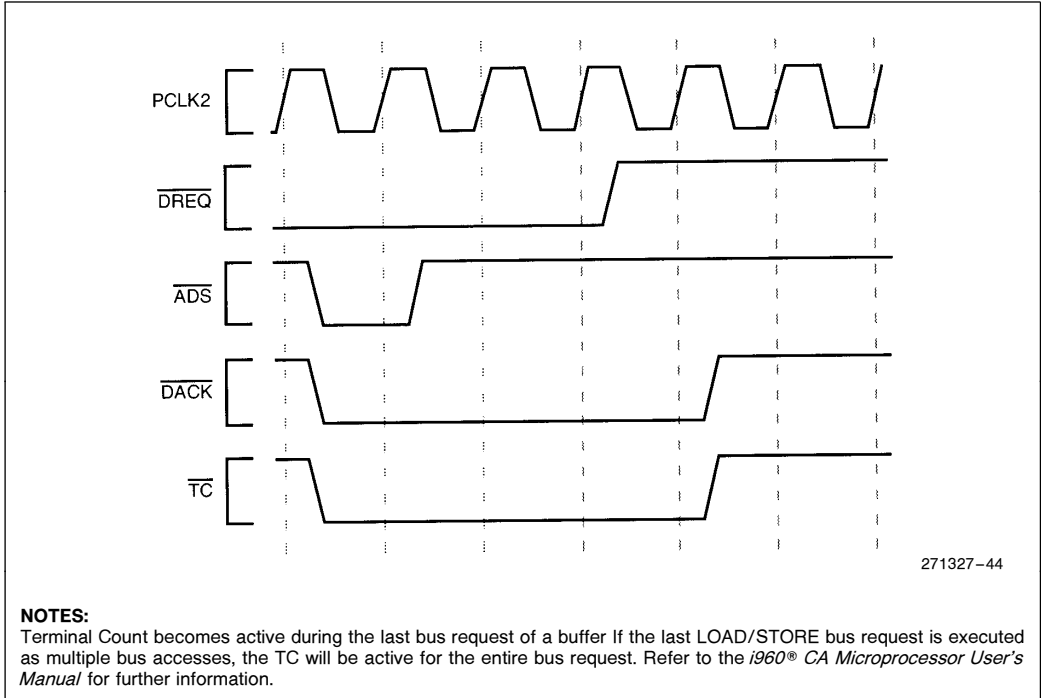 PCLK2
DREQ
ADS
DACK
TC
271327–44
NOTES:
Terminal Count becomes active during the last bus request of a buffer If the last LOAD/STORE bus request is executed
as multiple bus accesses, the TC will be active for the entire bus request. Refer to the i960® CA Microprocessor User's
Manual for further information.